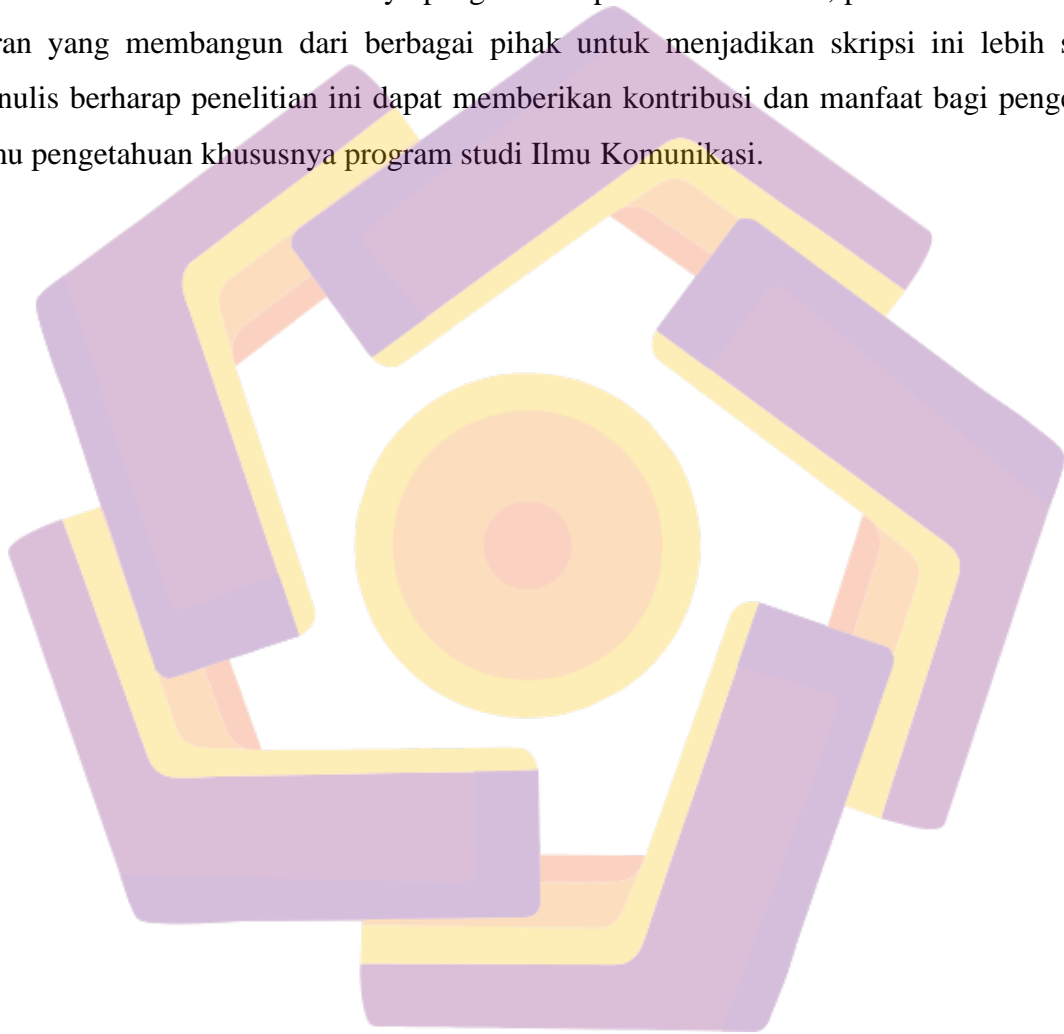 ran yang membangun dari berbagai pihak untuk menjadikan skripsi ini lebih s
nulis berharap penelitian ini dapat memberikan kontribusi dan manfaat bagi penge
mu pengetahuan khususnya program studi Ilmu Komunikasi.